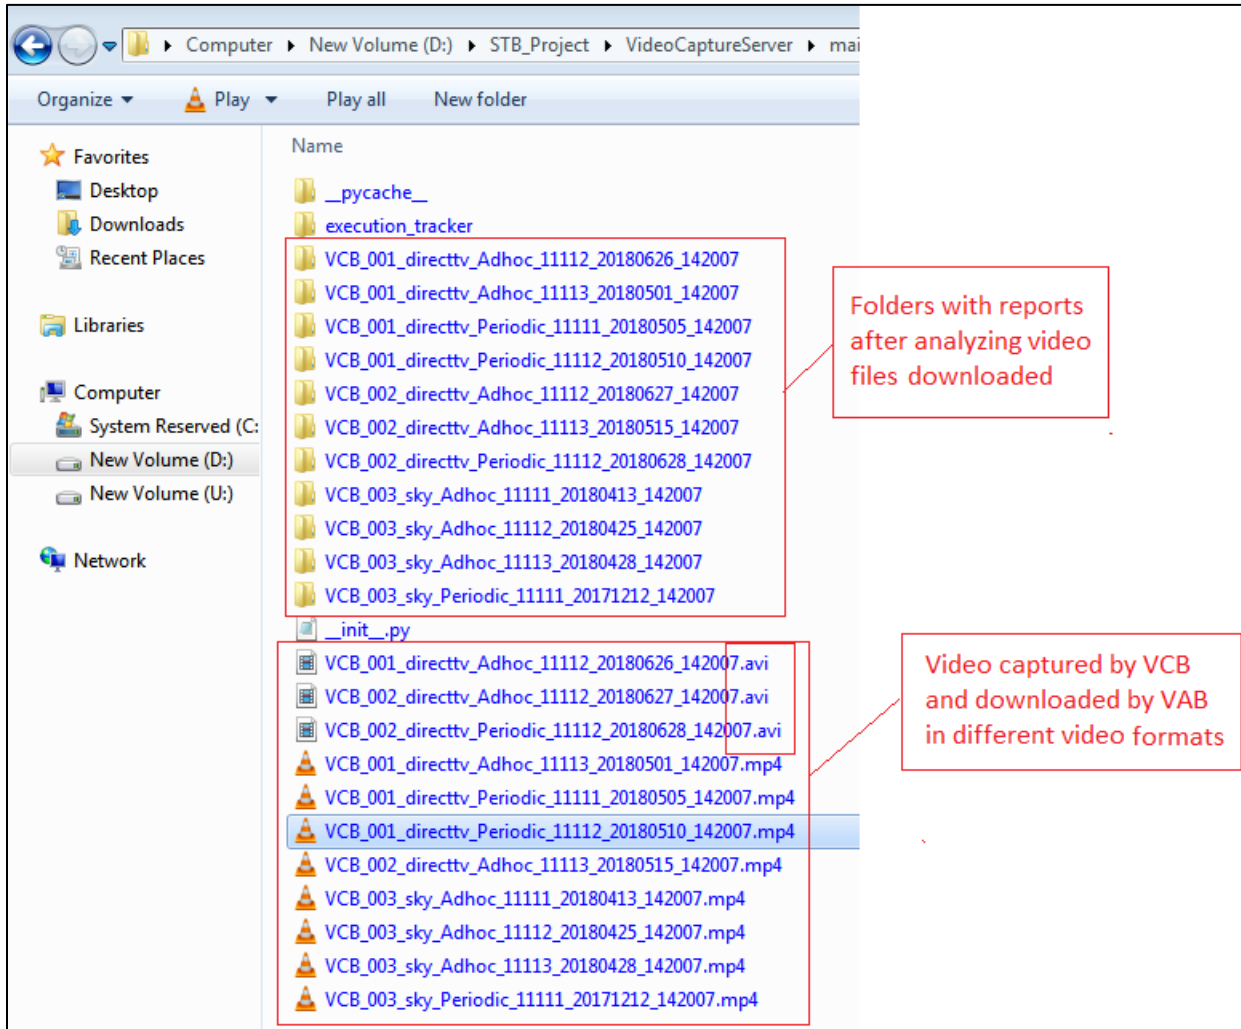 Computer New Volume (D:) STB_Project VideoCaptureServer mai
Organize Play Play all New folder
Favorites
Desktop
Downloads
Recent Places
Libraries
Computer
System Reserved (C:
New Volume (D:)
New Volume (U:)
Network
Name
__pycache__
execution_tracker
VCB_001_directtv_Adhoc_11112_20180626_142007
VCB_001_directtv_Adhoc_11113_20180501_142007
VCB_001_directtv_Periodic_11111_20180505_142007
VCB_001_directtv_Periodic_11112_20180510_142007
VCB_002_directtv_Adhoc_11112_20180627_142007
VCB_002_directtv_Adhoc_11113_20180515_142007
VCB_002_directtv_Periodic_11112_20180628_142007
VCB_003_sky_Adhoc_11111_20180413_142007
VCB_003_sky_Adhoc_11112_20180425_142007
VCB_003_sky_Adhoc_11113_20180428_142007
VCB_003_sky_Periodic_11111_20171212_142007
__init__.py
VCB_001_directtv_Adhoc_11112_20180626_142007.avi
VCB_002_directtv_Adhoc_11112_20180627_142007.avi
VCB_002_directtv_Periodic_11112_20180628_142007.avi
VCB_001_directtv_Adhoc_11113_20180501_142007.mp4
VCB_001_directtv_Periodic_11111_20180505_142007.mp4
VCB_001_directtv_Periodic_11112_20180510_142007.mp4
VCB_002_directtv_Adhoc_11113_20180515_142007.mp4
VCB_003_sky_Adhoc_11111_20180413_142007.mp4
VCB_003_sky_Adhoc_11112_20180425_142007.mp4
VCB_003_sky_Adhoc_11113_20180428_142007.mp4
VCB_003_sky_Periodic_11111_20171212_142007.mp4
Folders with reports
after analyzing video
files downloaded
Video captured by VCB
and downloaded by VAB
in different video formats